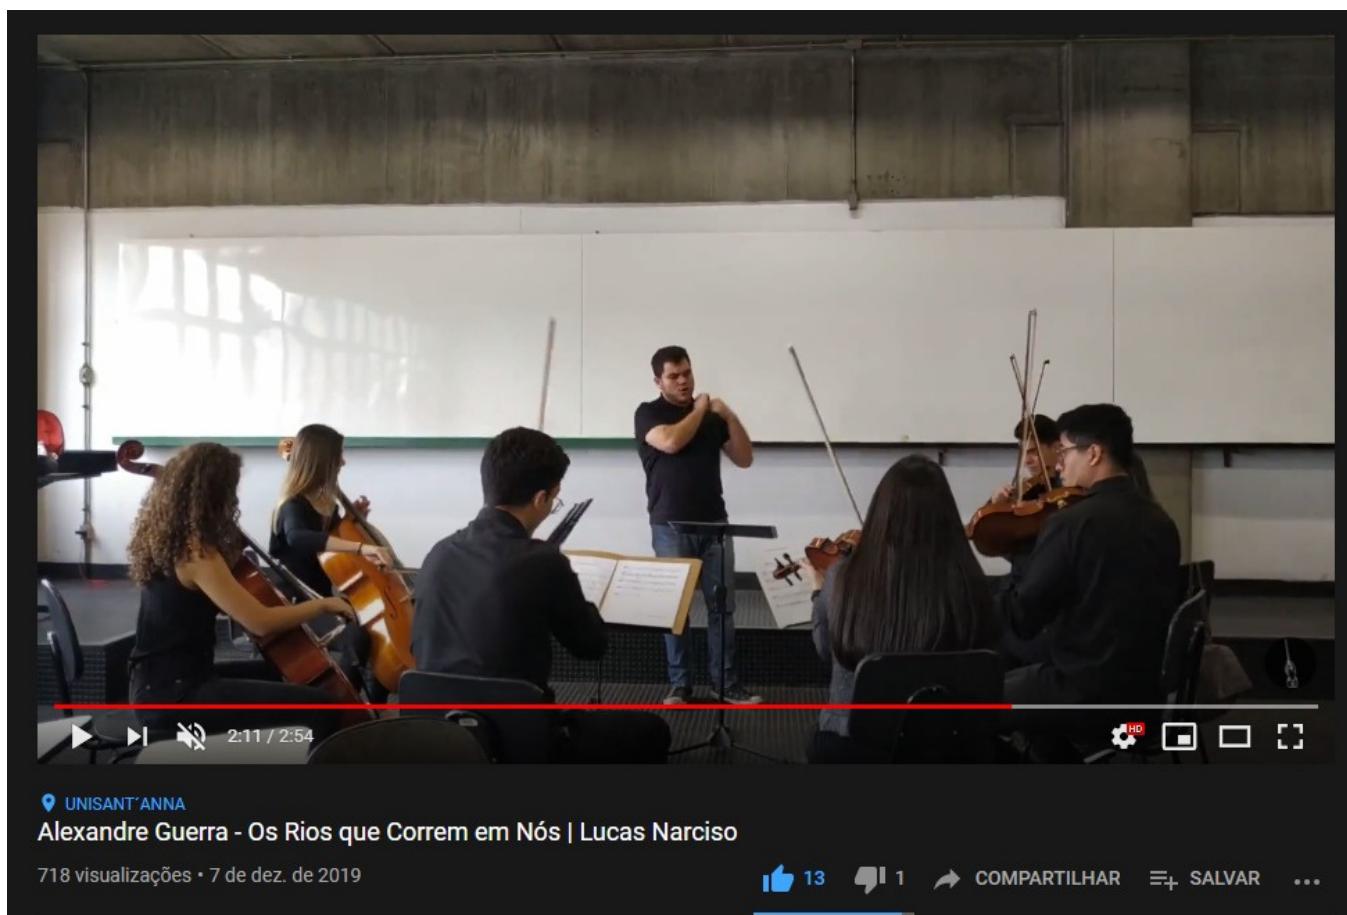 2:11 / 2:54
HD
UNISANT´ANNA
Alexandre Guerra - Os Rios que Correm em Nós | Lucas Narciso
718 visualizações • 7 de dez. de 2019
13
1
COMPARTILHAR
SALVAR